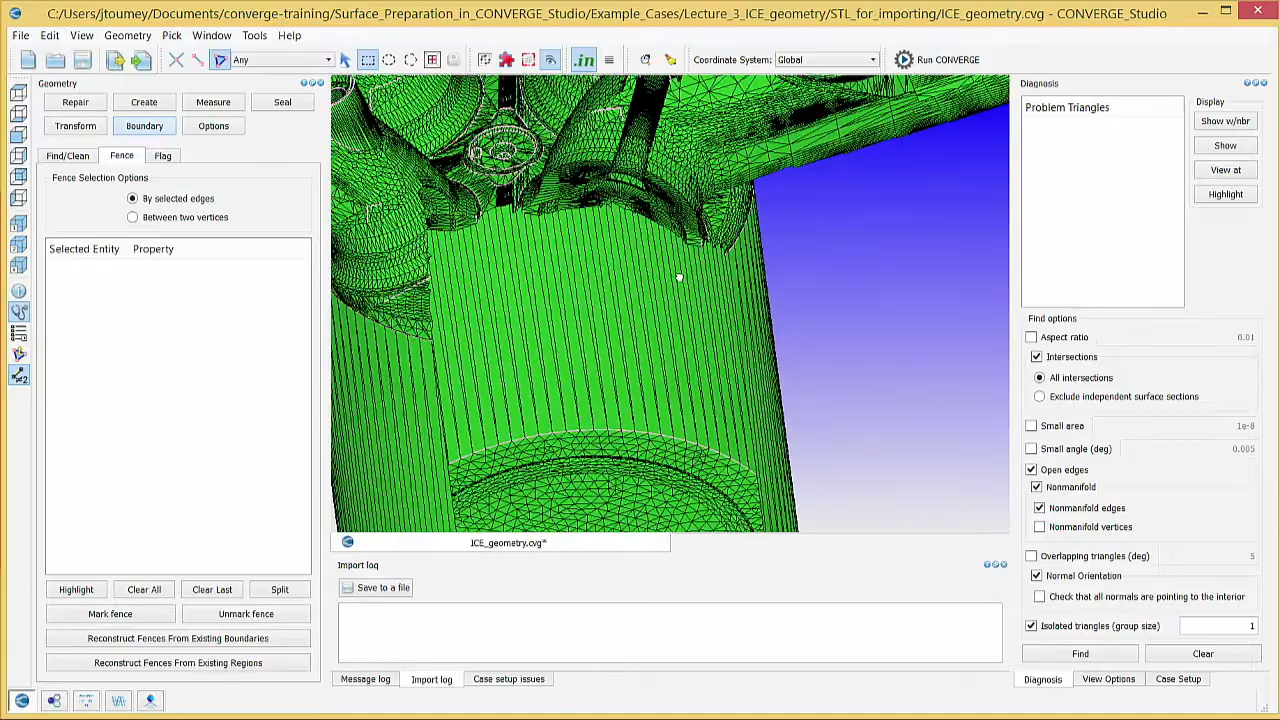 C:/Users/jtoumey/Documents/converge-training/Surface_Preparation_in_CONVERGE_Studio/Example_Cases/Lecture_3_ICE_geometry/STL_for_importing/ICE_geometry.cvg - CONVERGE_Studio
File Edit View Geometry Pick Window Tools Help
Any .in Coordinate System: Global Run CONVERGE
Geometry
Repair Create Measure Seal
Transform Boundary Options
Find/Clean Fence Flag
Fence Selection Options
By selected edges
Between two vertices
Selected Entity Property
Highlight Clear All Clear Last Split
Mark fence Unmark fence
Reconstruct Fences From Existing Boundaries
Reconstruct Fences From Existing Regions
ICE_geometry.cvg*
Import log
Save to a file
Message log Import log Case setup issues
Diagnosis
Problem Triangles
Display
Show w/nbr
Show
View at
Highlight
Find options
Aspect ratio 0.01
Intersections
All intersections
Exclude independent surface sections
Small area 1e-8
Small angle (deg) 0.005
Open edges
Nonmanifold
Nonmanifold edges
Nonmanifold vertices
Overlapping triangles (deg) 5
Normal Orientation
Check that all normals are pointing to the interior
Isolated triangles (group size) 1
Find Clear
Diagnosis View Options Case Setup